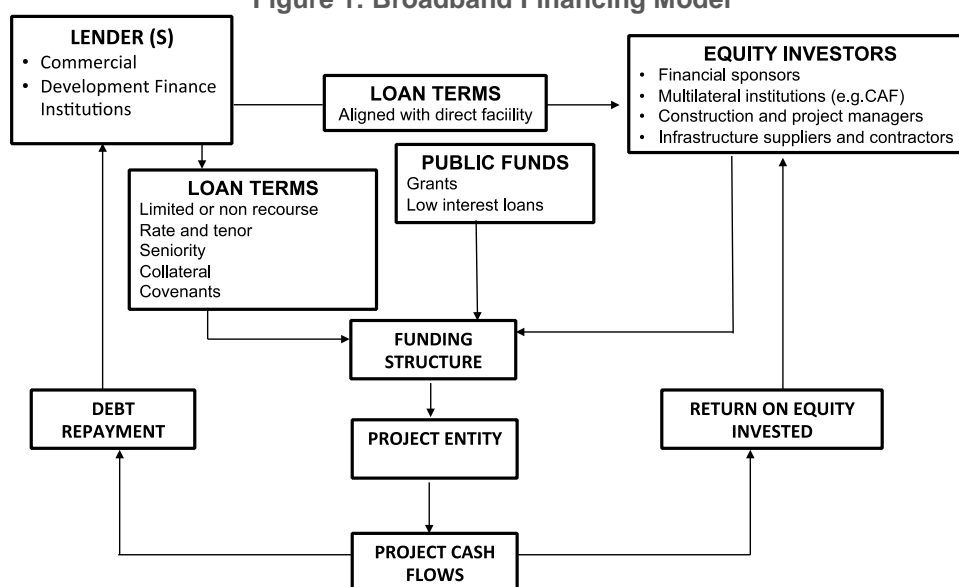 Figure 1: Broadband Financing Model
LENDER (S)
• Commercial
• Development Finance
Institutions
LOAN TERMS
Aligned with direct faciility
EQUITY INVESTORS
• Financial sponsors
• Multilateral institutions (e.g.CAF)
• Construction and project managers
• Infrastructure suppliers and contractors
PUBLIC FUNDS
Grants
Low interest loans
LOAN TERMS
Limited or non recourse
Rate and tenor
Seniority
Collateral
Covenants
FUNDING
STRUCTURE
DEBT
REPAYMENT
PROJECT ENTITY
RETURN ON EQUITY
INVESTED
PROJECT CASH
FLOWS